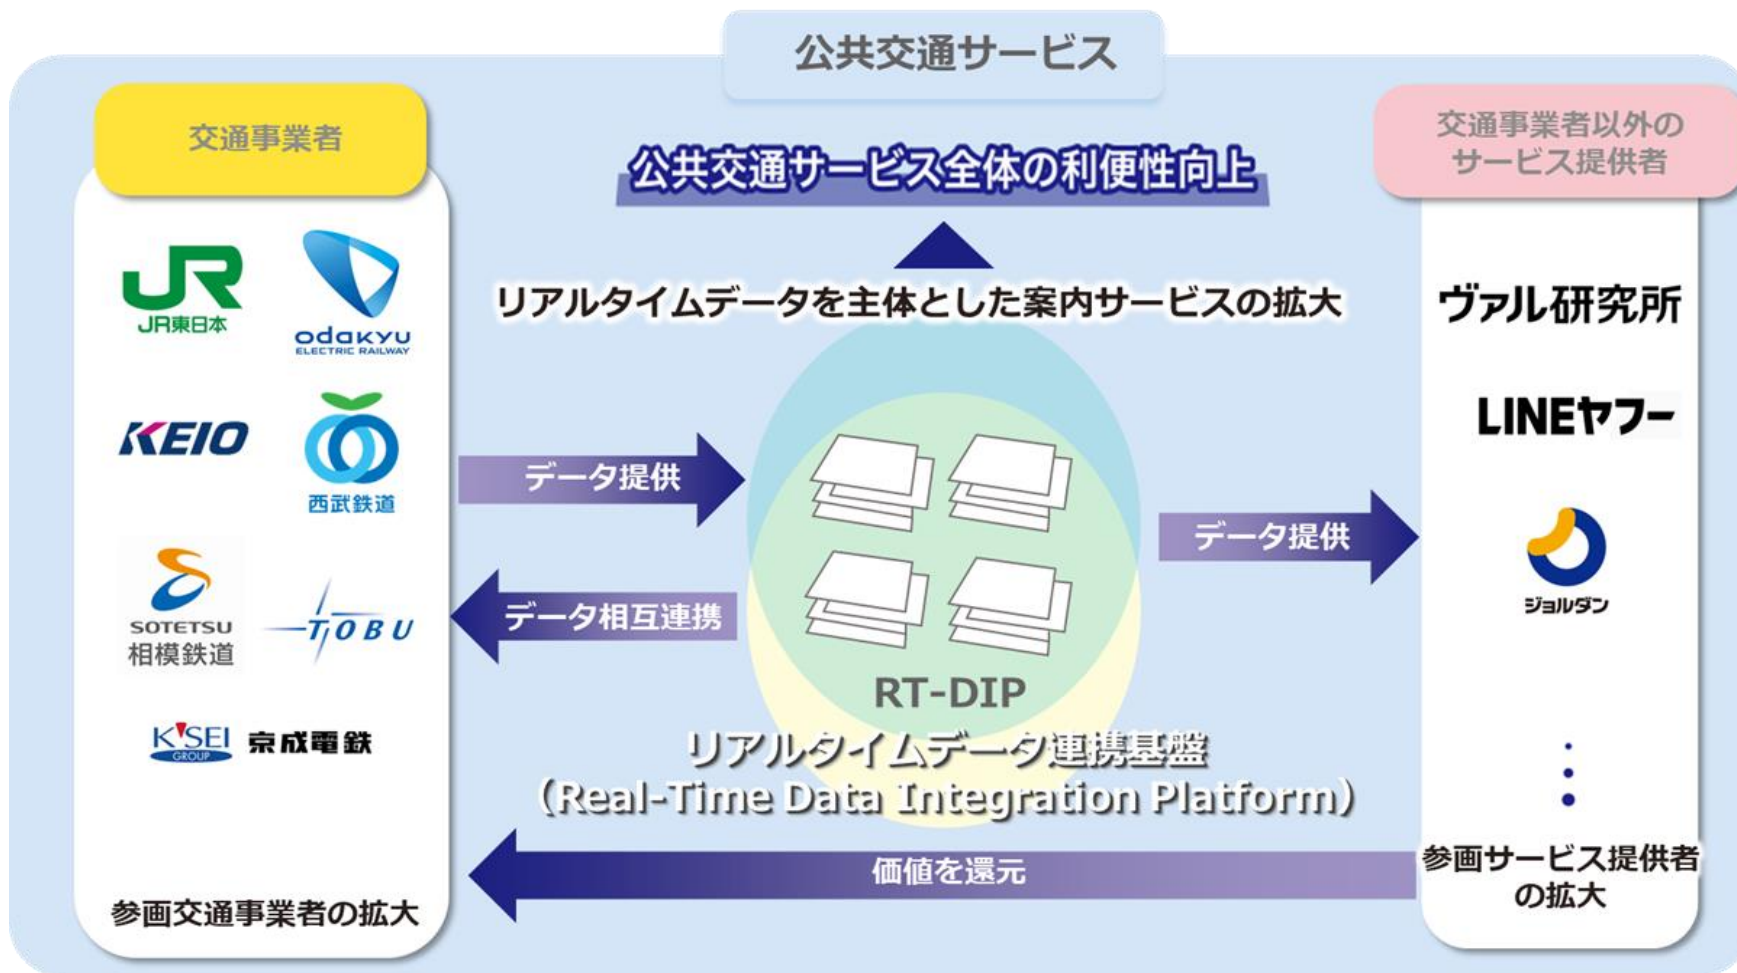 公共交通サービス
交通事業者
交通事業者以外の
サービス提供者
公共交通サービス全体の利便性向上
リアルタイムデータを主体とした案内サービスの拡大
JR
JR東日本
odakyu
ELECTRIC RAILWAY
KEIO
西武鉄道
SOTETSU
相模鉄道
TOBU
K'SEI
GROUP
京成電鉄
参画交通事業者の拡大
データ提供
データ相互連携
RT-DIP
リアルタイムデータ連携基盤
（Real-Time Data Integration Platform）
データ提供
価値を還元
ヴァル研究所
LINEヤフー
ジョルダン
参画サービス提供者
の拡大